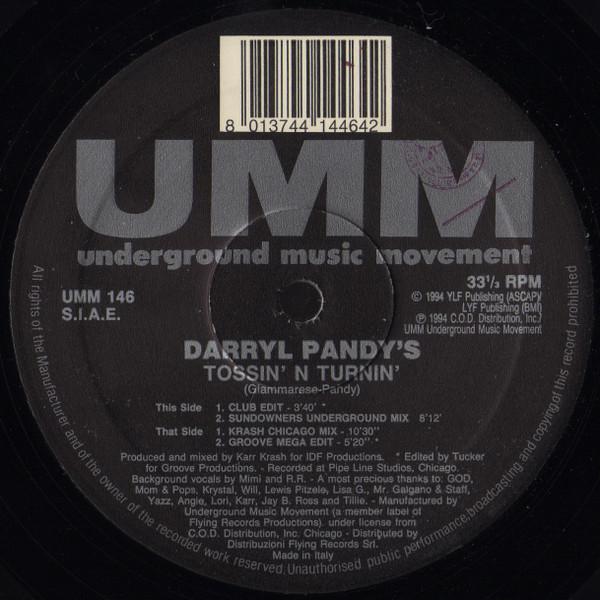 8 013744 144642
UMM
underground music movement
UMM 146
S.I.A.E.
33 1/3 RPM
© 1994 YLF Publishing (ASCAP)/
LYF Publishing (BMI)
℗ 1994 C.O.D. Distribution, Inc./
UMM Underground Music Movement
DARRYL PANDY'S
TOSSIN' N TURNIN'
(Giammarese-Pandy)
This Side 1. CLUB EDIT - 3'40" *
2. SUNDOWNERS UNDERGROUND MIX 8'12"
That Side 1. KRASH CHICAGO MIX - 10'30"
2. GROOVE MEGA EDIT - 5'20" *
Produced and mixed by Karr Krash for IDF Productions. * Edited by Tucker
for Groove Productions. - Recorded at Pipe Line Studios, Chicago.
Background vocals by Mimi and R.R. - A most precious thanks to: GOD,
Mom & Pops, Krystal, Will, Lewis Pitzele, Lisa G., Mr. Galgano & Staff,
Yazz, Angie, Lori, Karr, Jay B. Ross and Tillie. - Manufactured by
Underground Music Movement (a member label of
Flying Records Productions). under license from
C.O.D. Distribution, Inc. Chicago - Distributed by
Distribuzioni Flying Records Srl.
Made in Italy
All rights of the Manufacturer and of the owner of the recorded work reserved. Unauthorised public performance, broadcasting and copying of this record prohibited